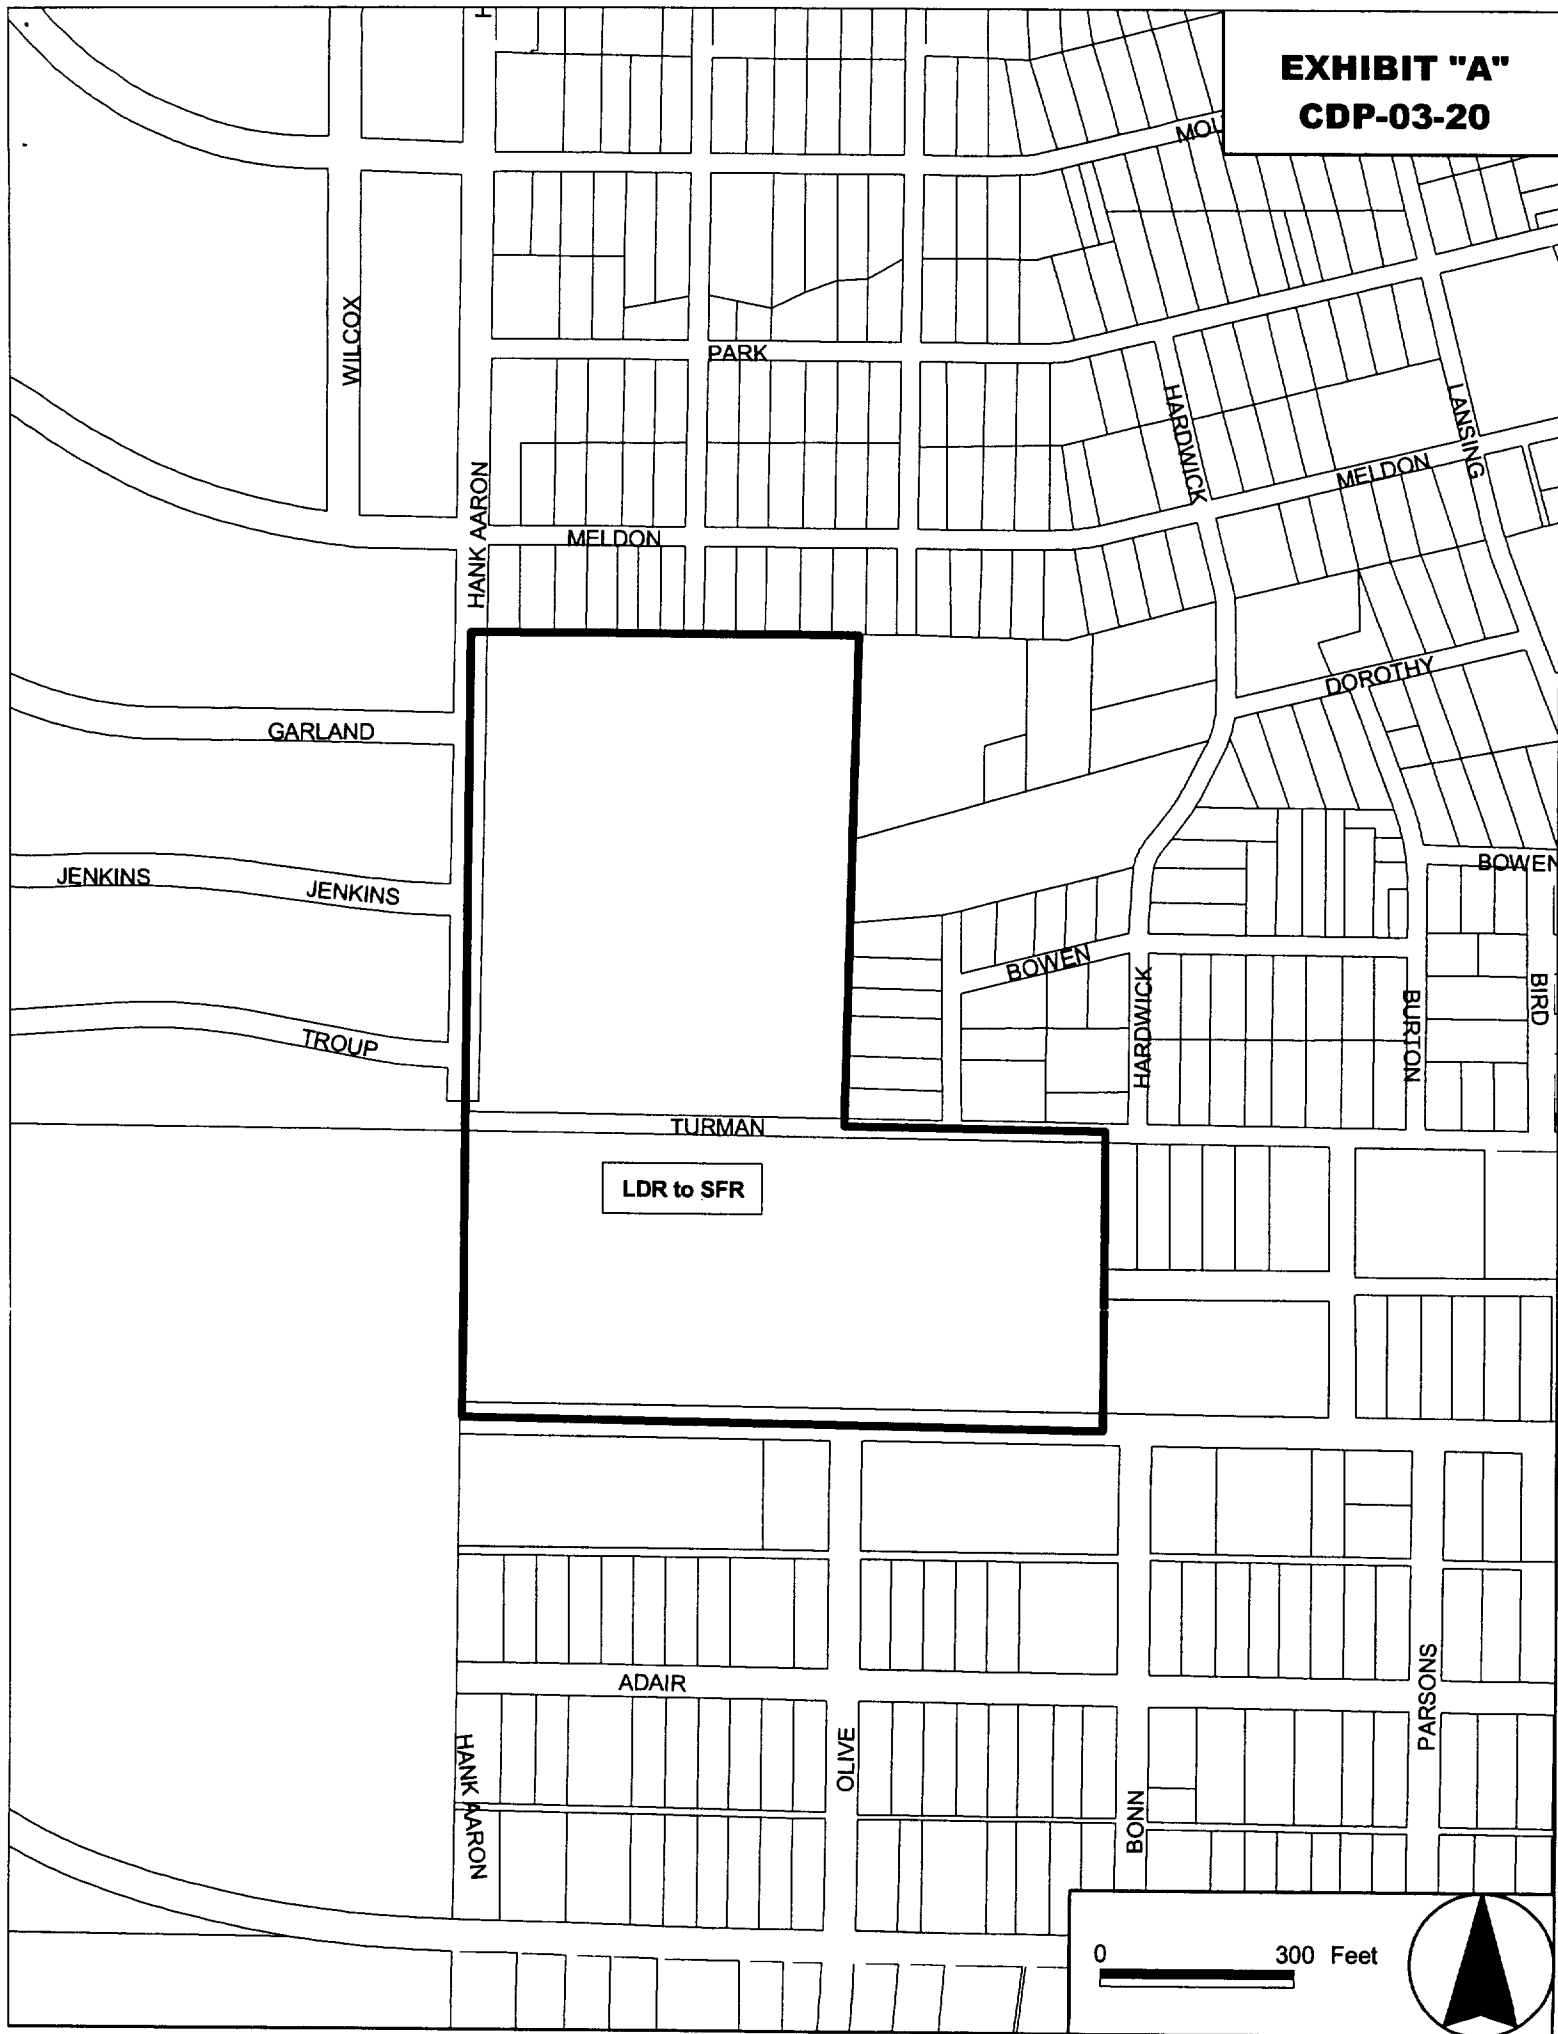 EXHIBIT "A"
CDP-03-20
WILCOX
PARK
HARDWICK
LANSING
HANK AARON
MELDON
MELDON
DOROTHY
GARLAND
JENKINS
JENKINS
BOWEN
BOWEN
HARDWICK
BURTON
BIRD
TROUP
TURMAN
LDR to SFR
ADAIR
PARSONS
HANK AARON
OLIVE
BONN
0 300 Feet